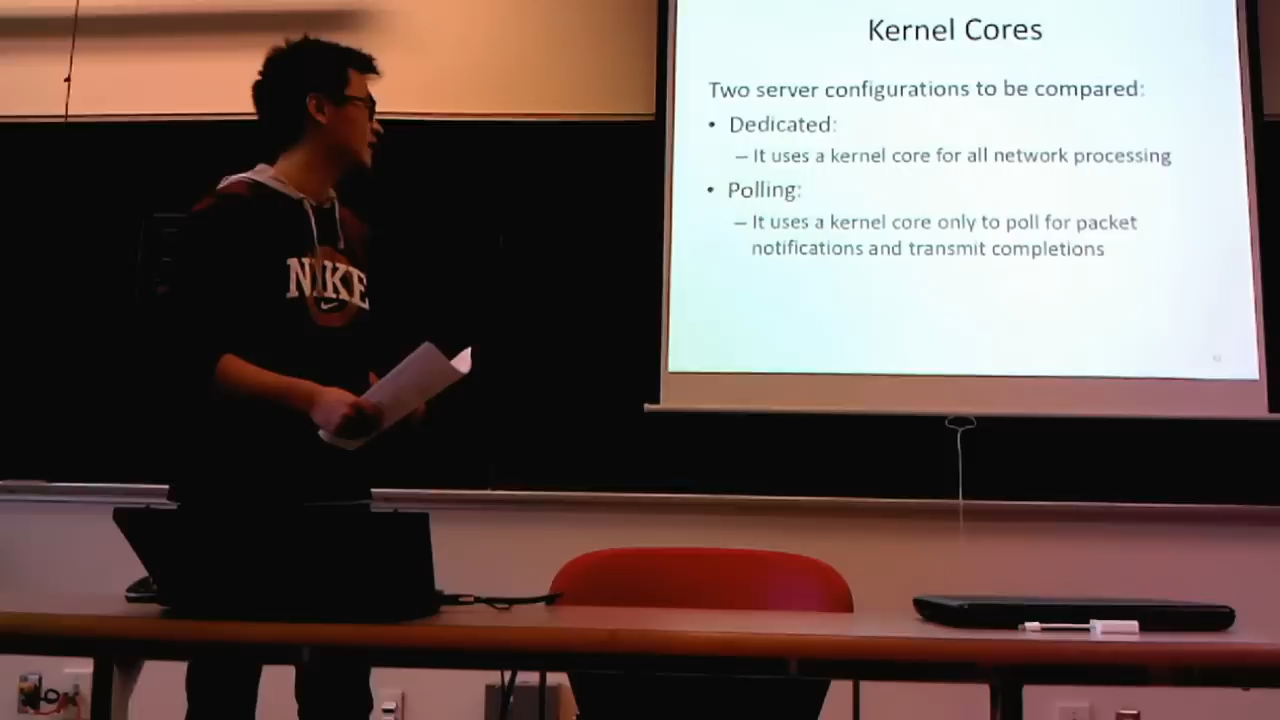 Kernel Cores
Two server configurations to be compared:
• Dedicated:
– It uses a kernel core for all network processing
• Polling:
– It uses a kernel core only to poll for packet
notifications and transmit completions
NIKE